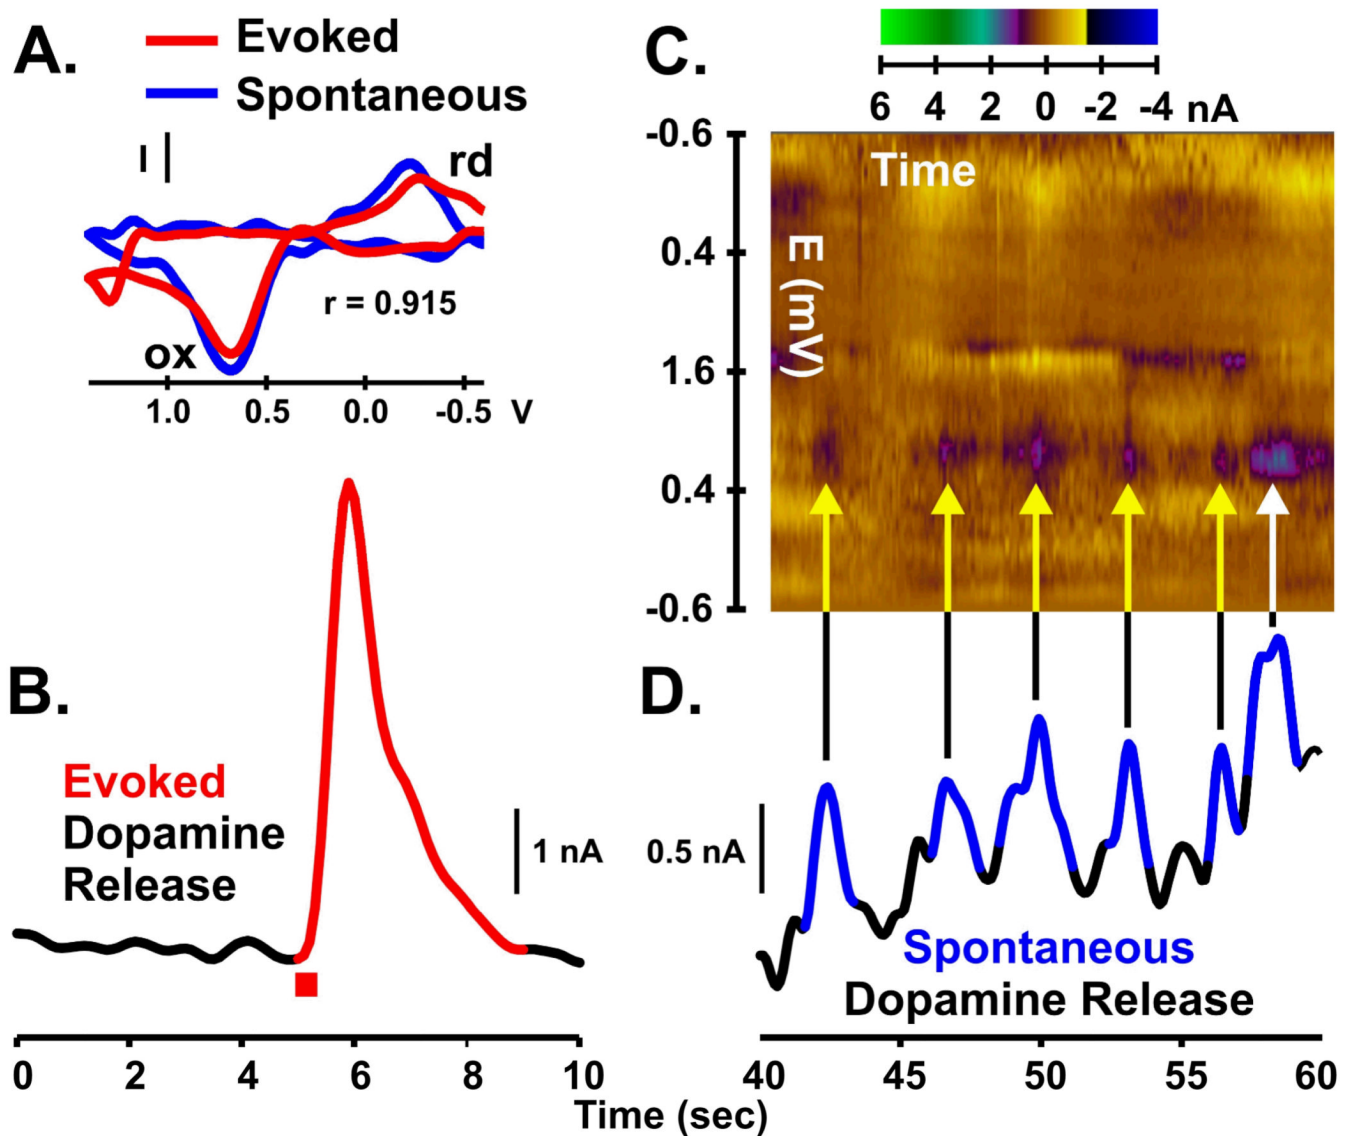 A.
Evoked
Spontaneous
I
rd
r = 0.915
ox
1.0 0.5 0.0 -0.5 V
C.
6 4 2 0 -2 -4 nA
-0.6
0.4
1.6
0.4
-0.6
Time
E (mV)
B.
Evoked
Dopamine
Release
1 nA
0 2 4 6 8 10
D.
0.5 nA
Spontaneous
Dopamine Release
40 45 50 55 60
Time (sec)